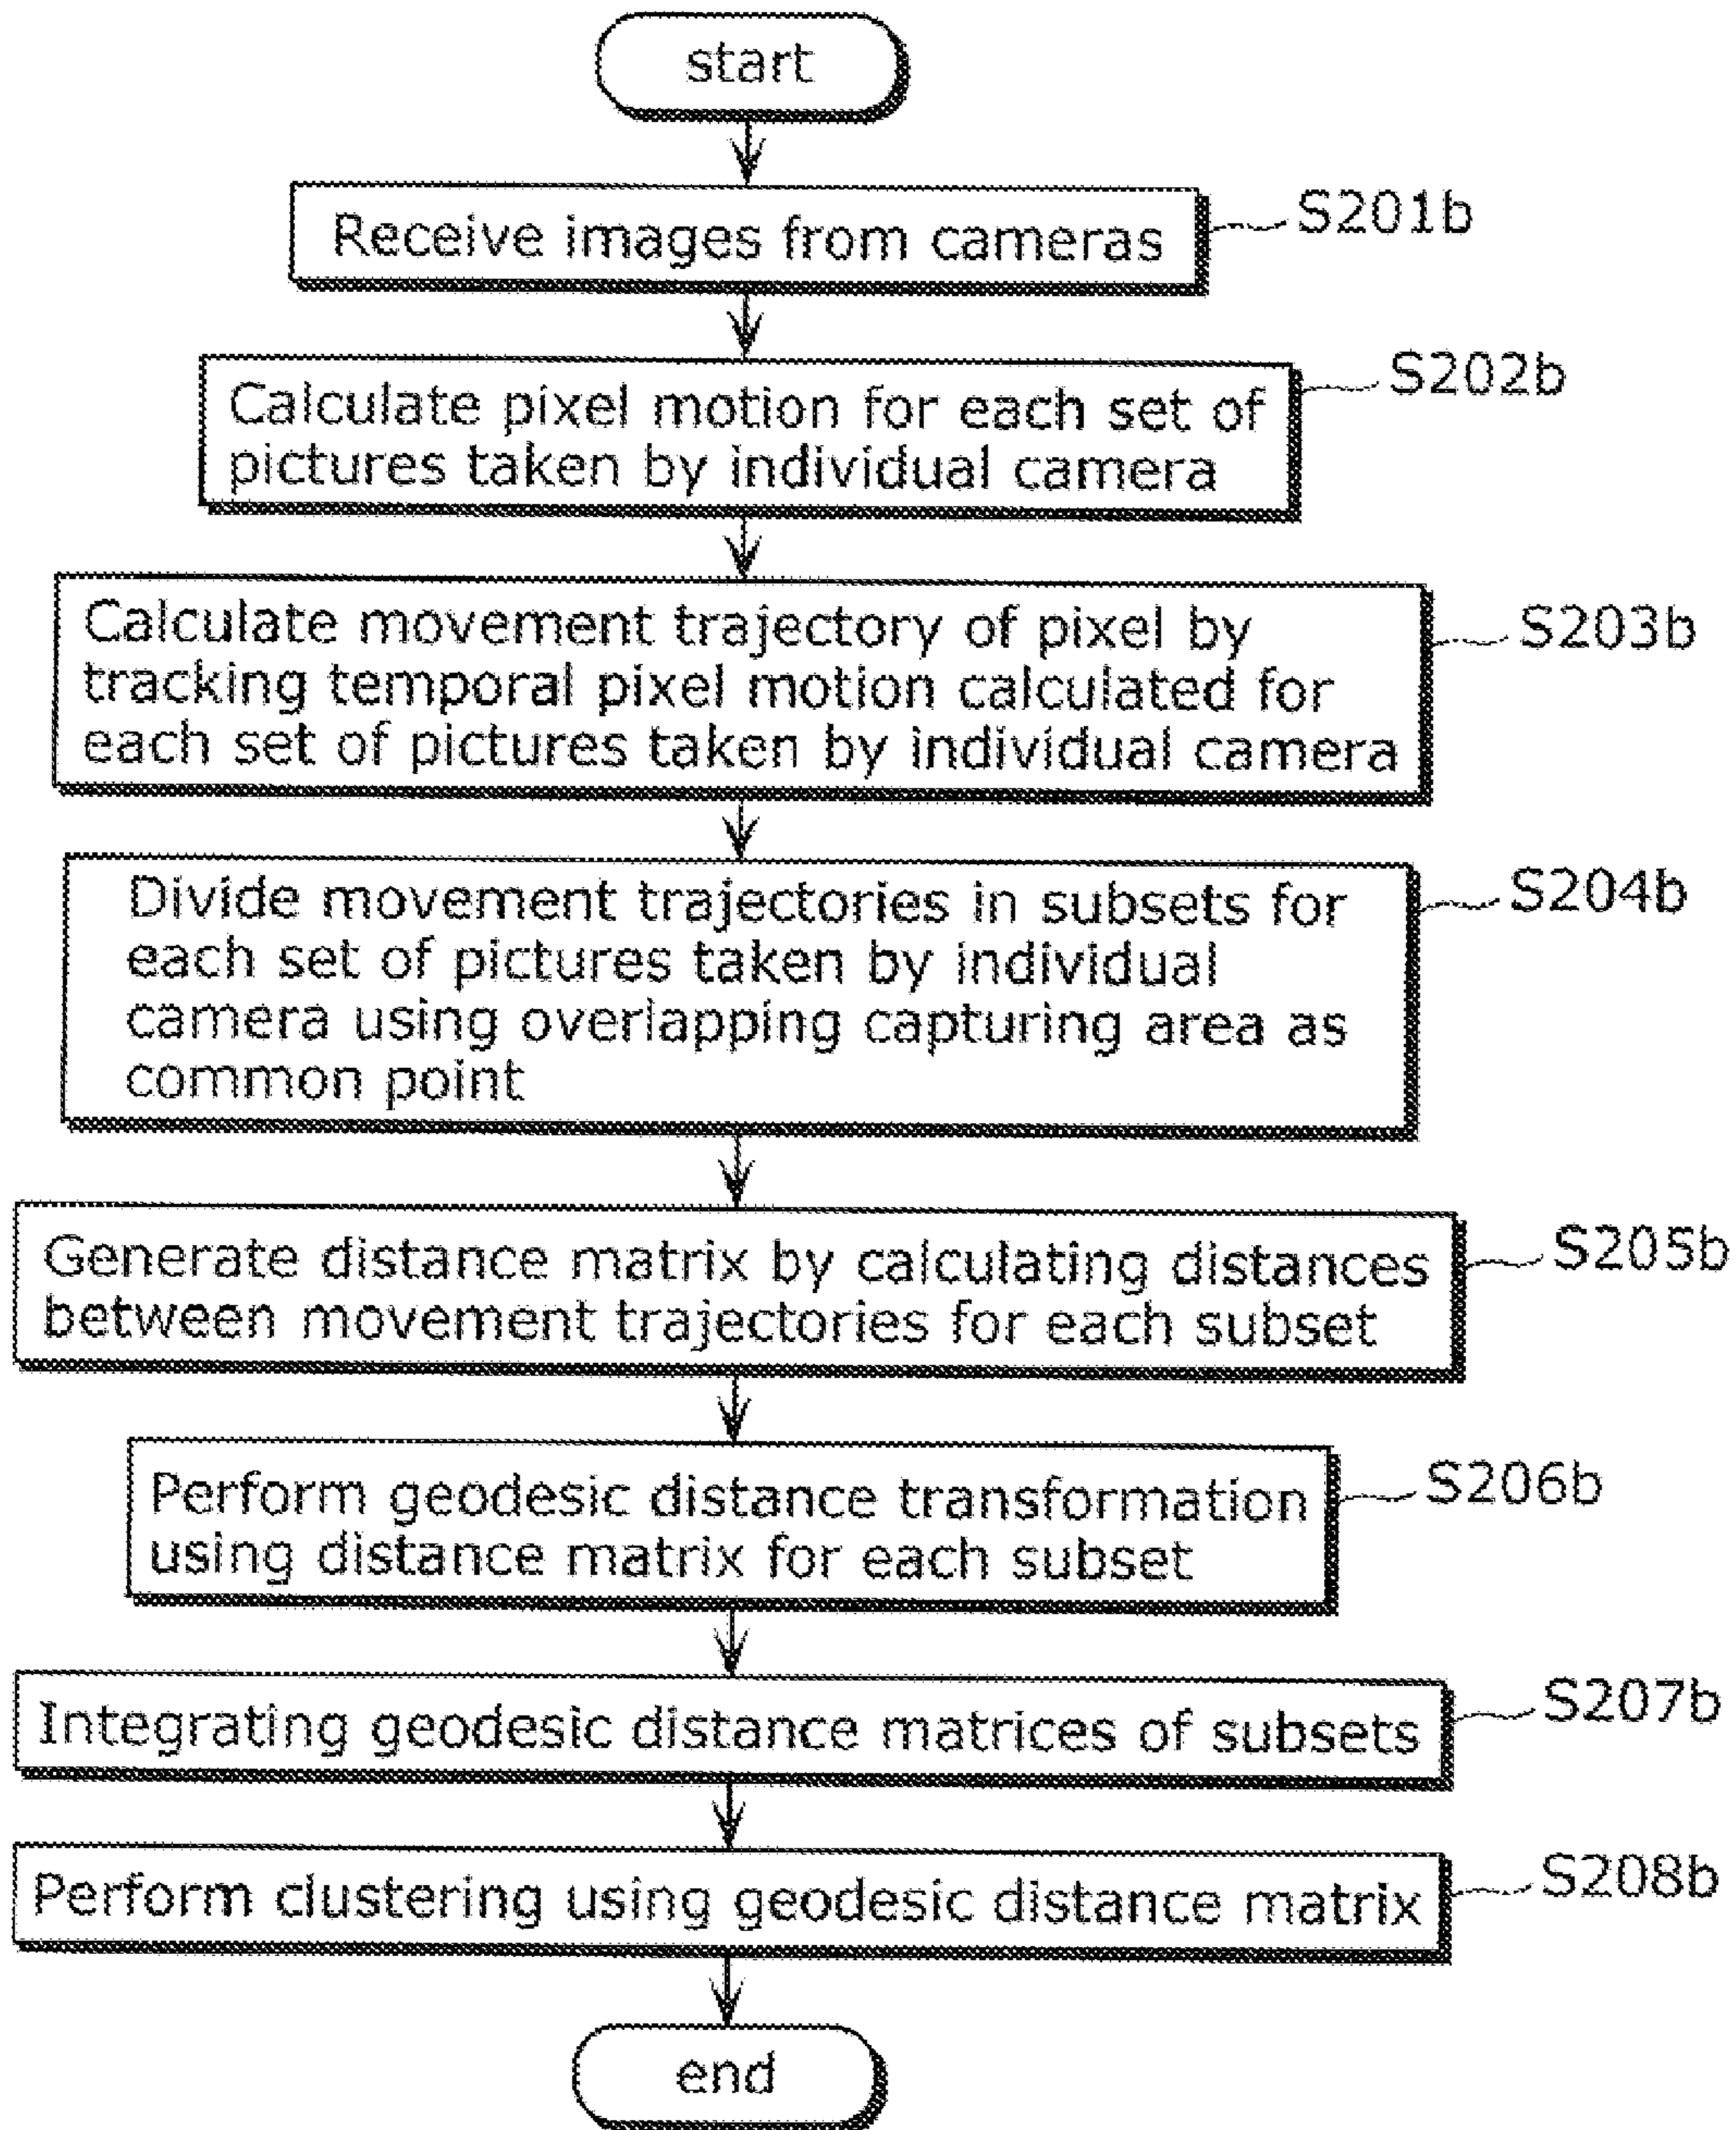 start
Receive images from cameras
S201b
Calculate pixel motion for each set of
pictures taken by individual camera
S202b
Calculate movement trajectory of pixel by
tracking temporal pixel motion calculated for
each set of pictures taken by individual camera
S203b
Divide movement trajectories in subsets for
each set of pictures taken by individual
camera using overlapping capturing area as
common point
S204b
Generate distance matrix by calculating distances
between movement trajectories for each subset
S205b
Perform geodesic distance transformation
using distance matrix for each subset
S206b
Integrating geodesic distance matrices of subsets
S207b
Perform clustering using geodesic distance matrix
S208b
end